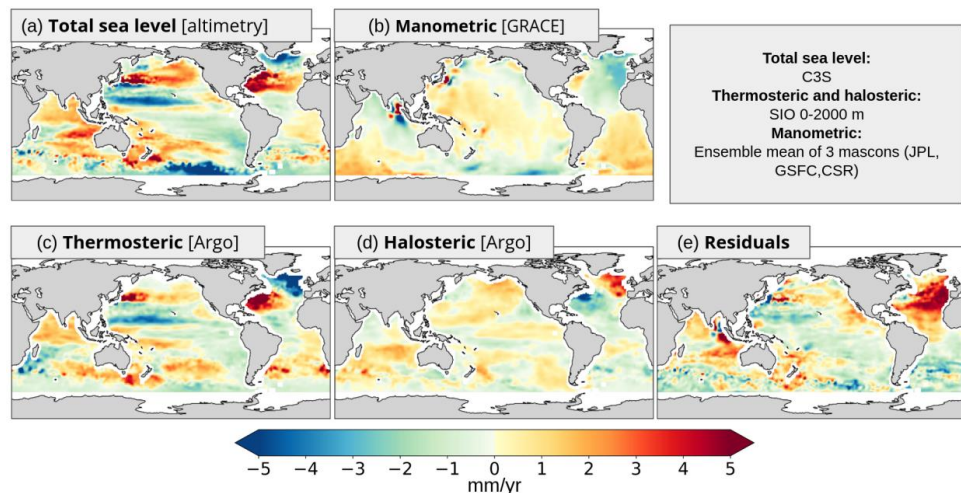 (a) Total sea level [altimetry]
(b) Manometric [GRACE]
Total sea level:
C3S
Thermosteric and halosteric:
SIO 0-2000 m
Manometric:
Ensemble mean of 3 mascons (JPL,
GSFC,CSR)
(c) Thermosteric [Argo]
(d) Halosteric [Argo]
(e) Residuals
−5 −4 −3 −2 −1 0 1 2 3 4 5
mm/yr